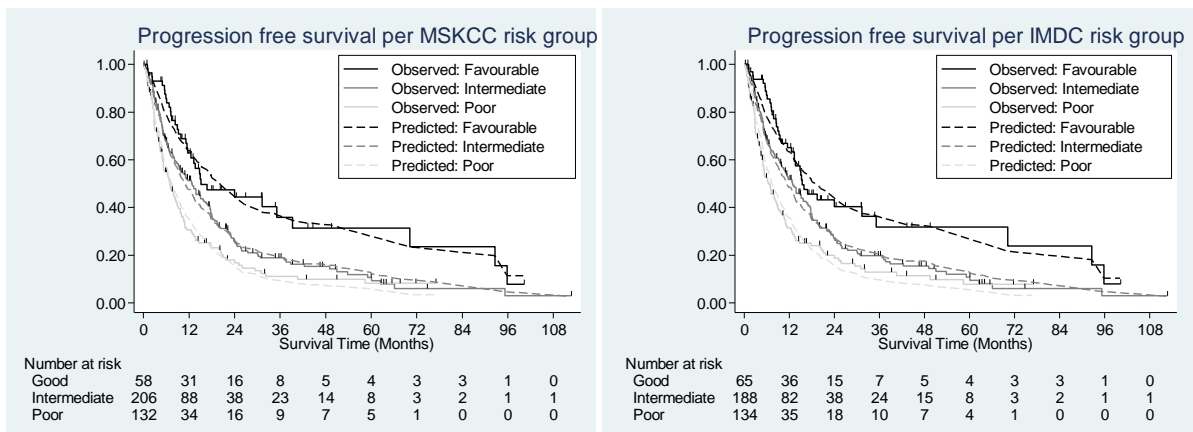 Progression free survival per MSKCC risk group
1.00
0.80
0.60
0.40
0.20
0.00
Observed: Favourable
Observed: Intermediate
Observed: Poor
Predicted: Favourable
Predicted: Intermediate
Predicted: Poor
0 12 24 36 48 60 72 84 96 108
Survival Time (Months)
Number at risk
Good 58 31 16 8 5 4 3 3 1 0
Intermediate 206 88 38 23 14 8 3 2 1 1
Poor 132 34 16 9 7 5 1 0 0 0
Progression free survival per IMDC risk group
1.00
0.80
0.60
0.40
0.20
0.00
Observed: Favourable
Observed: Intermediate
Observed: Poor
Predicted: Favourable
Predicted: Intermediate
Predicted: Poor
0 12 24 36 48 60 72 84 96 108
Survival Time (Months)
Number at risk
Good 65 36 15 7 5 4 3 3 1 0
Intermediate 188 82 38 24 15 8 3 2 1 1
Poor 134 35 18 10 7 4 1 0 0 0